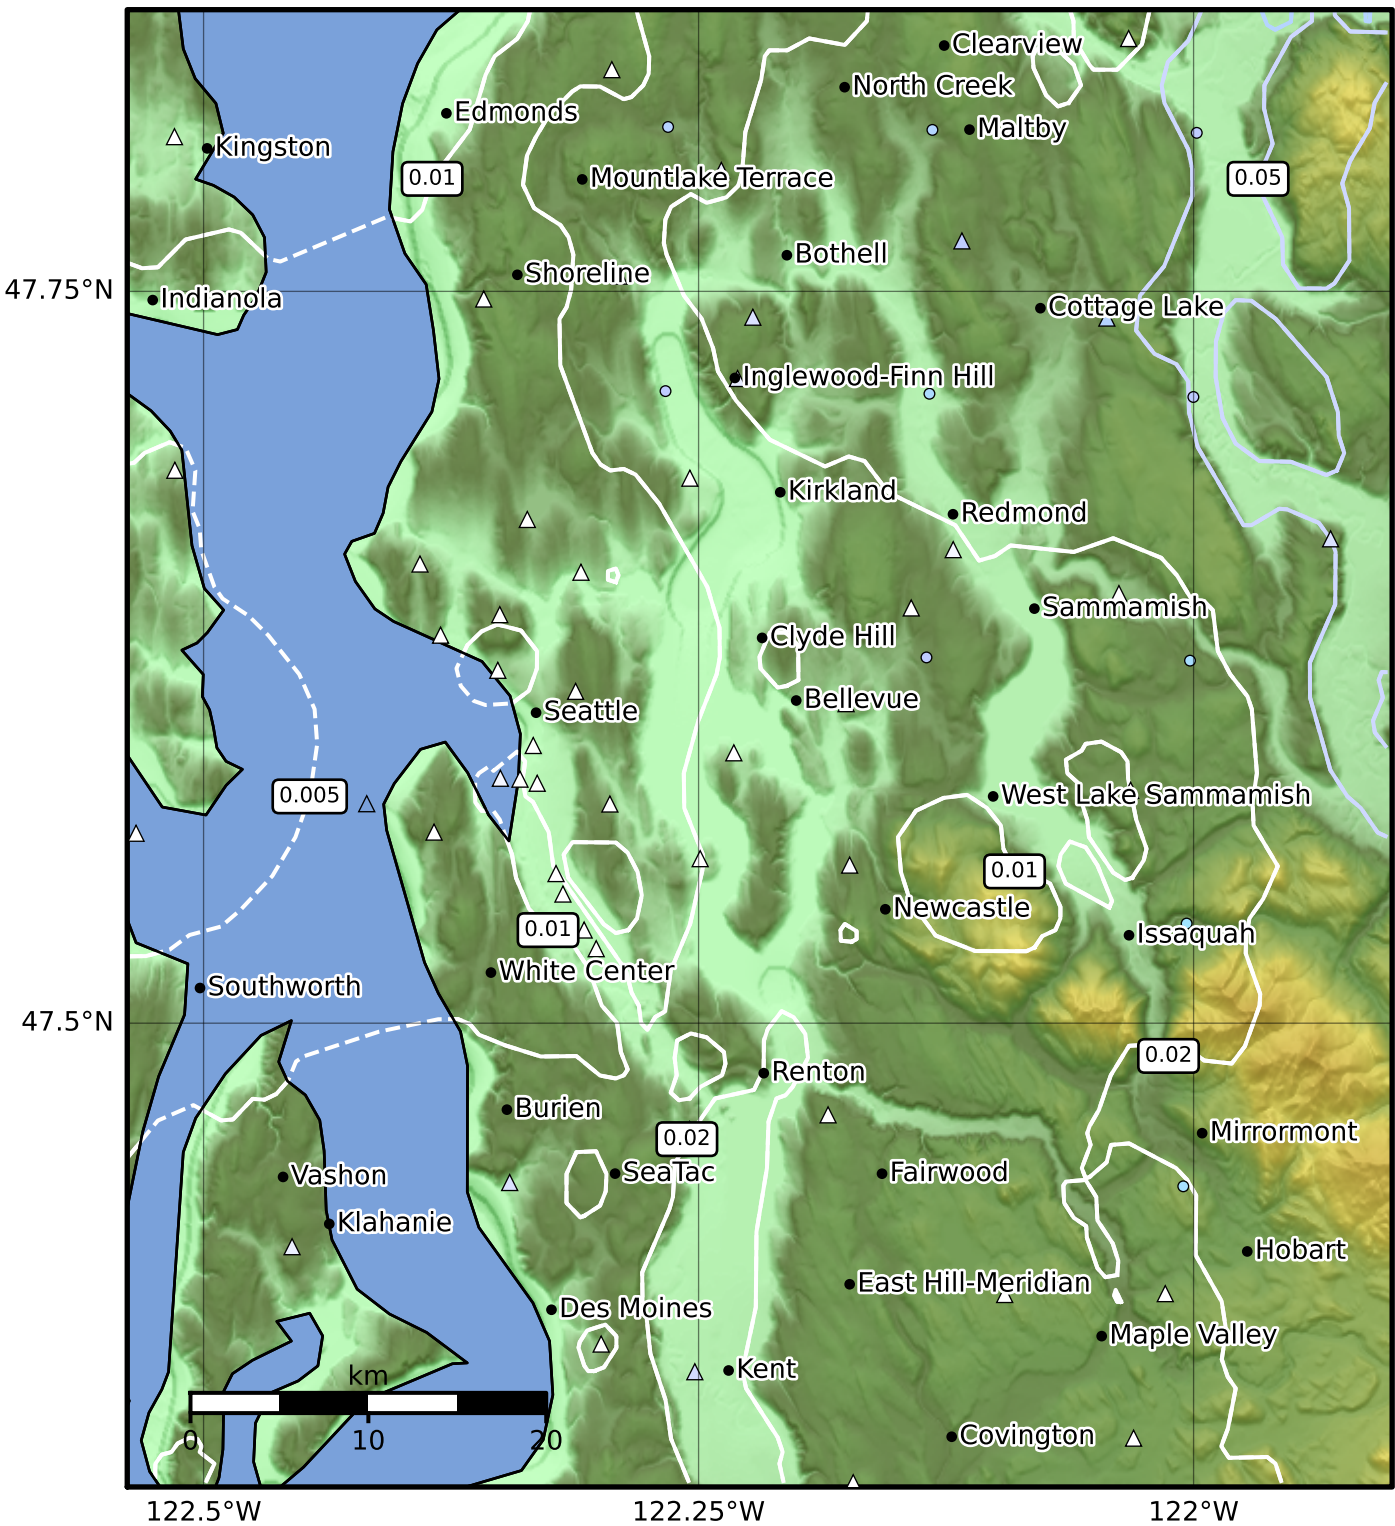 Clearview
North Creek
Edmonds
Maltby
Kingston
0.01
Mountlake Terrace
0.05
Bothell
Shoreline
47.75°N
Indianola
Cottage Lake
Inglewood-Finn Hill
Kirkland
Redmond
Sammamish
Clyde Hill
Bellevue
Seattle
0.005
West Lake Sammamish
0.01
Newcastle
0.01
Issaquah
White Center
Southworth
47.5°N
0.02
Renton
Burien
0.02
Mirrormont
Vashon
SeaTac
Fairwood
Klahanie
Hobart
East Hill-Meridian
Des Moines
Maple Valley
km
Kent
0 10 20
Covington
122.5°W 122.25°W 122°W